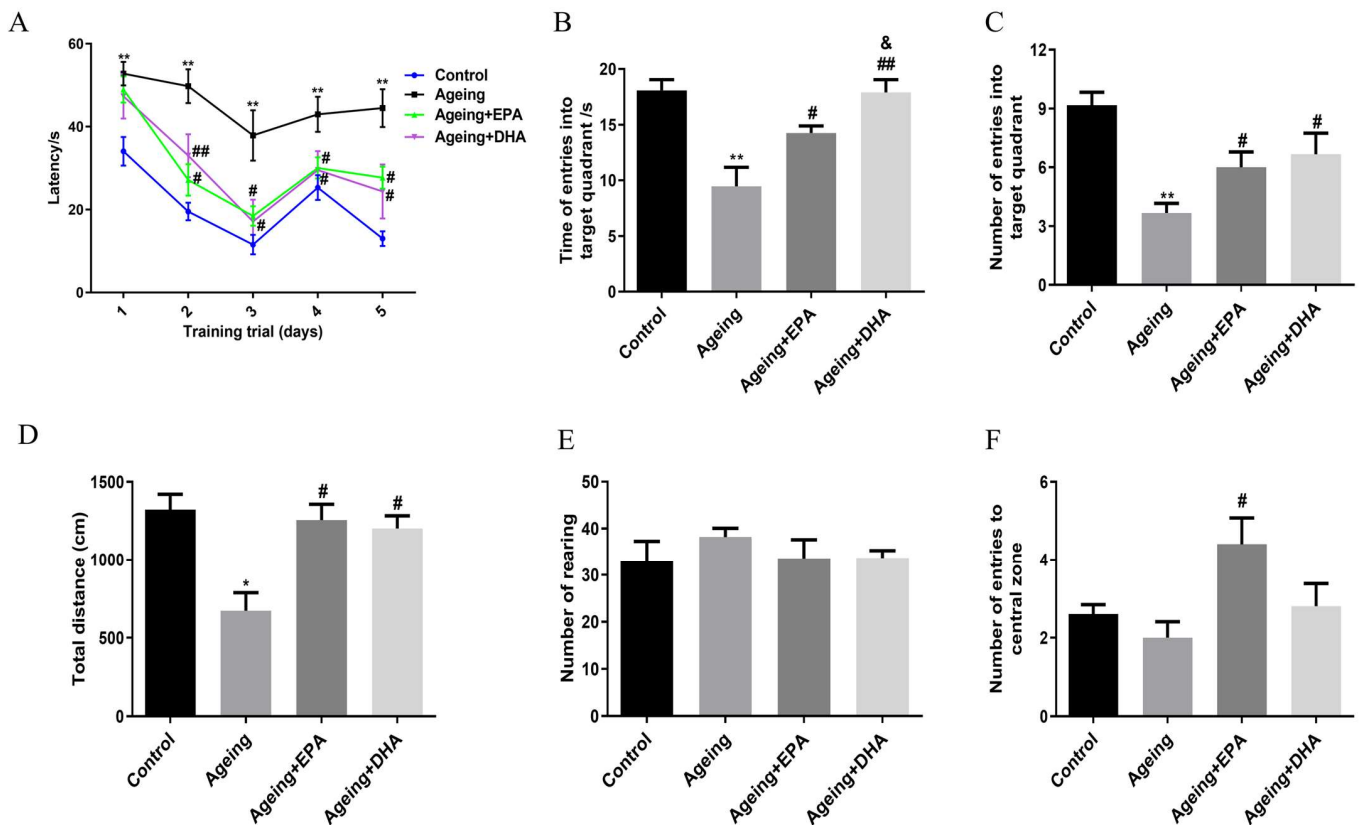 A
60
40
20
0
Latency/s
**
**
**
**
**
##
#
#
#
#
#
#
#
1
2
3
4
5
Training trial (days)
Control
Ageing
Ageing+EPA
Ageing+DHA
B
20
15
10
5
0
Time of entries into
target quadrant /s
**
#
&
##
Control
Ageing
Ageing+EPA
Ageing+DHA
C
12
9
6
3
0
Number of entries into
target quadrant
**
#
#
Control
Ageing
Ageing+EPA
Ageing+DHA
D
1500
1000
500
0
Total distance (cm)
*
#
#
Control
Ageing
Ageing+EPA
Ageing+DHA
E
50
40
30
20
10
0
Number of rearing
Control
Ageing
Ageing+EPA
Ageing+DHA
F
6
4
2
0
Number of entries to
central zone
#
Control
Ageing
Ageing+EPA
Ageing+DHA